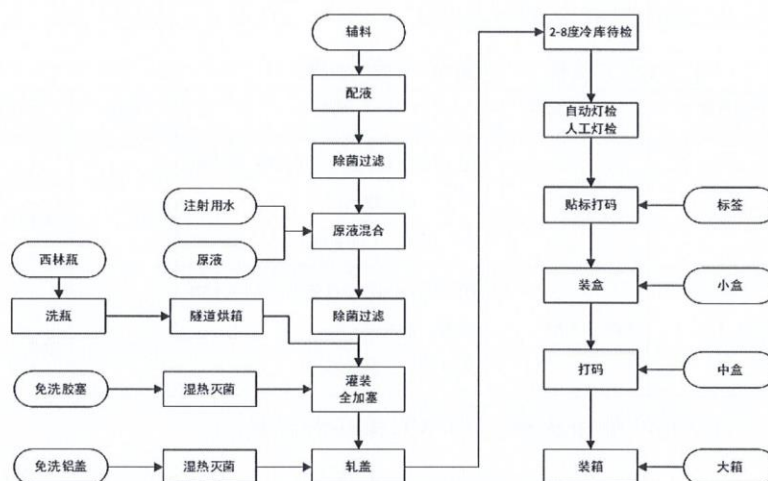 辅料
2-8度冷库待检
配液
自动灯检
人工灯检
除菌过滤
注射用水
贴标打码
标签
原液混合
原液
西林瓶
装盒
小盒
洗瓶
隧道烘箱
除菌过滤
打码
中盒
免洗胶塞
湿热灭菌
灌装
全加塞
免洗铝盖
湿热灭菌
轧盖
装箱
大箱